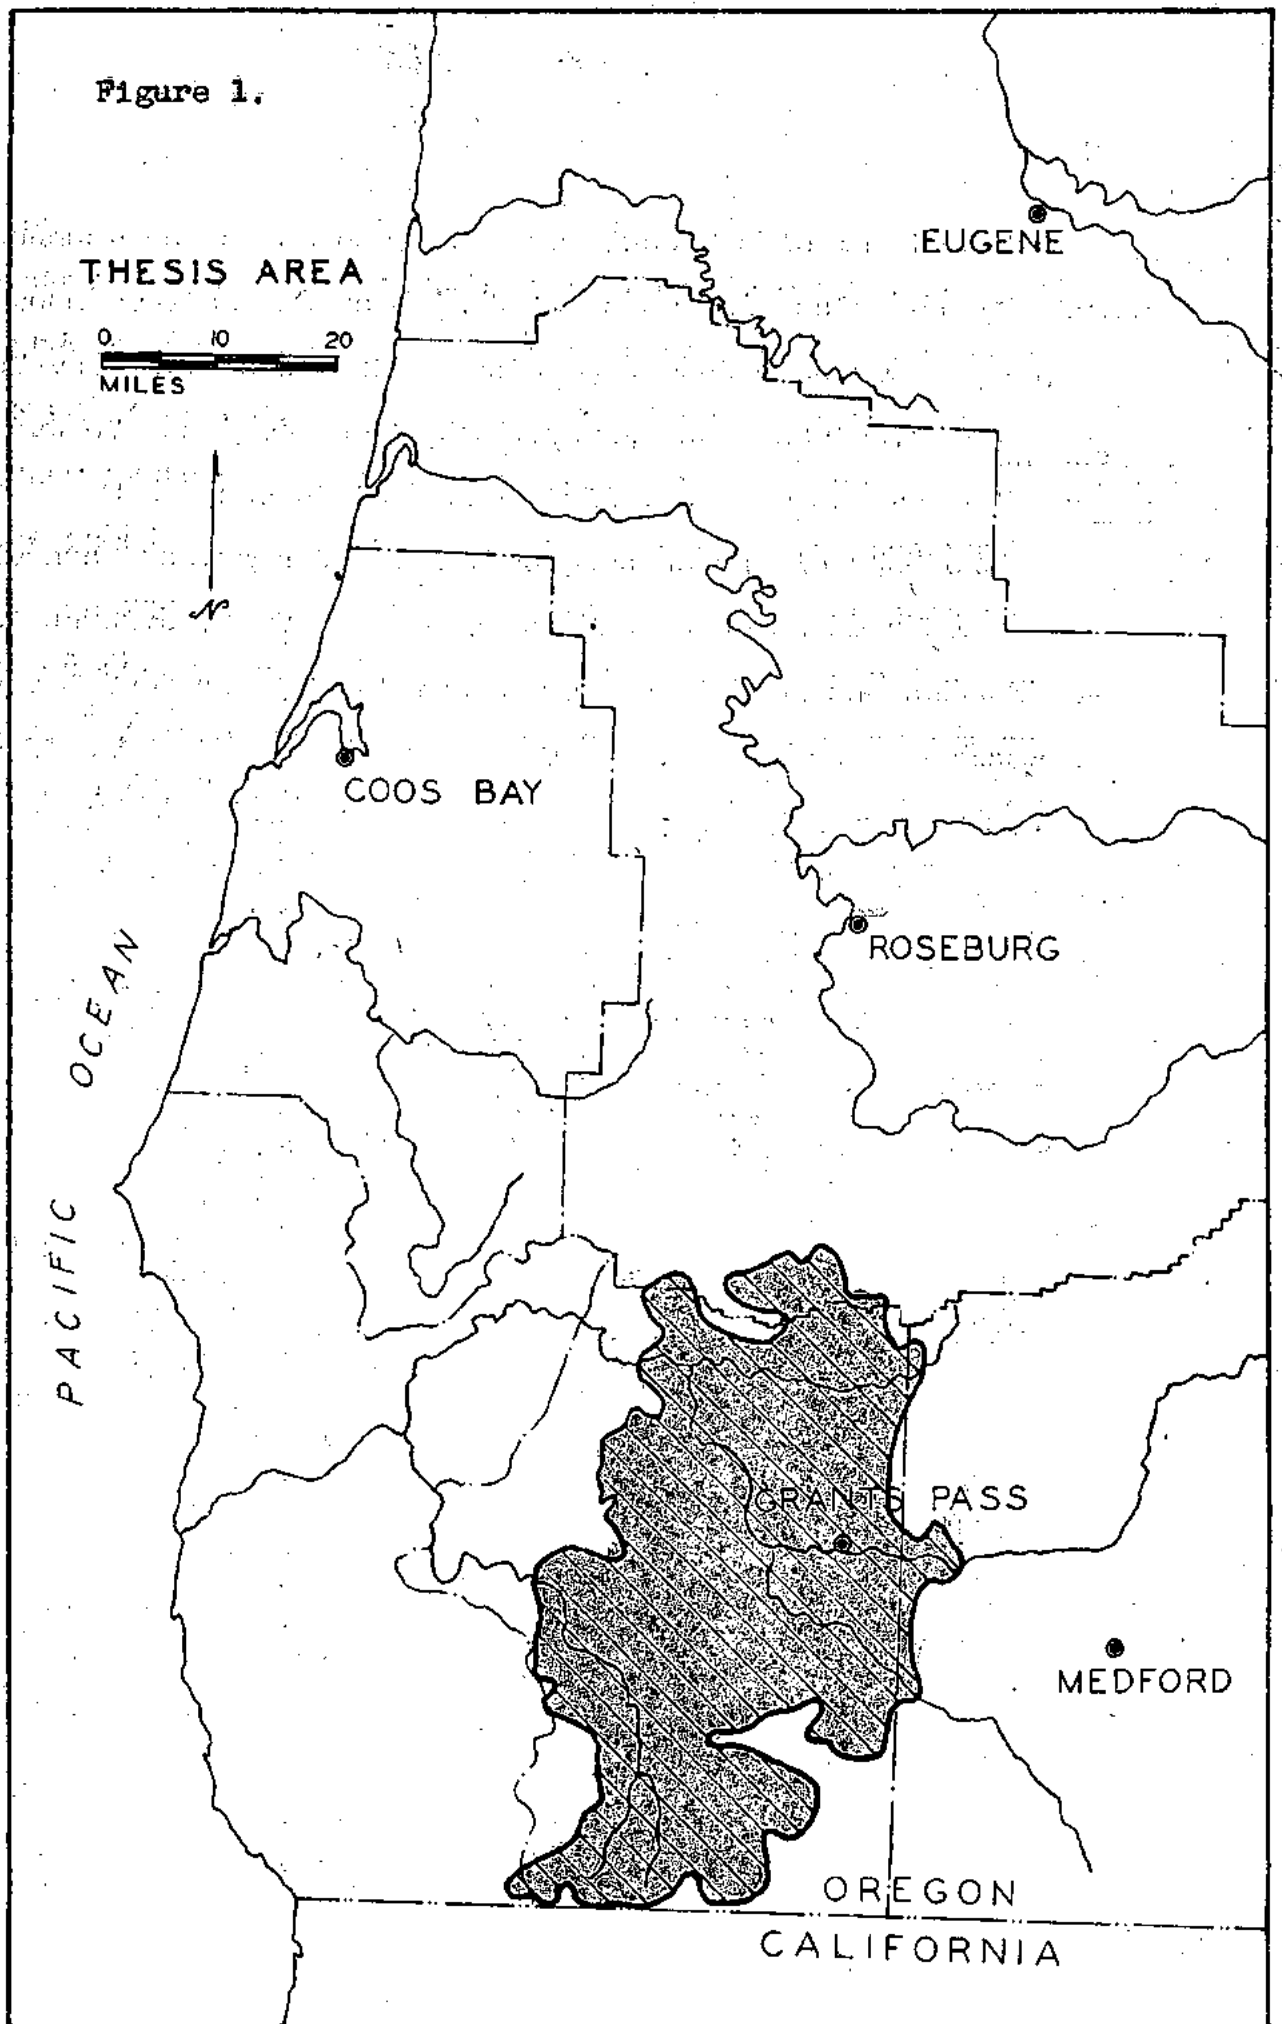 Figure 1.
EUGENE
THESIS AREA
0 10 20
MILES
N
COOS BAY
ROSEBURG
PACIFIC OCEAN
GRANTS PASS
MEDFORD
OREGON
CALIFORNIA